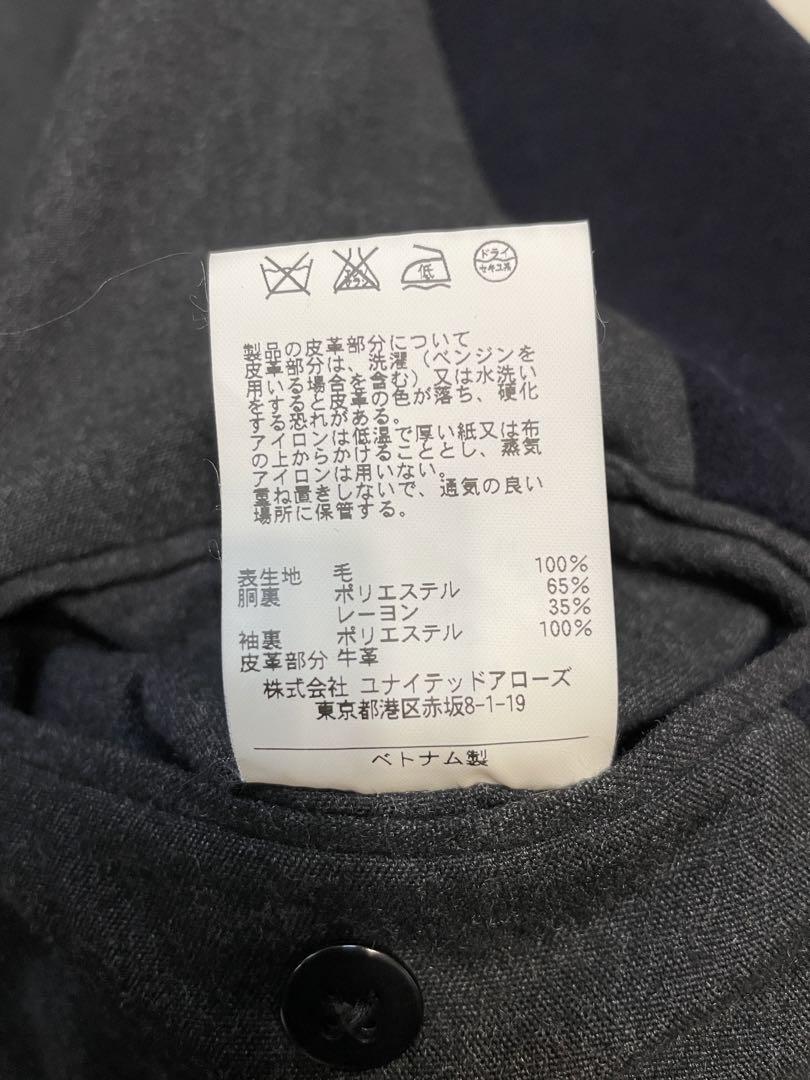 エンソサラシ
低
ドライ
セキユ系
製品の皮革部分について
皮革部分は、洗濯（ベンジンを
用いる場合を含む）又は水洗い
をすると皮革の色が落ち、硬化
する恐れがある。
アイロンは低温で厚い紙又は布
の上からかけることとし、蒸気
アイロンは用いない。
重ね置きしないで、通気の良い
場所に保管する。
表生地 毛 100%
胴裏 ポリエステル 65%
レーヨン 35%
袖裏 ポリエステル 100%
皮革部分 牛革
株式会社 ユナイテッドアローズ
東京都港区赤坂8-1-19
ベトナム製